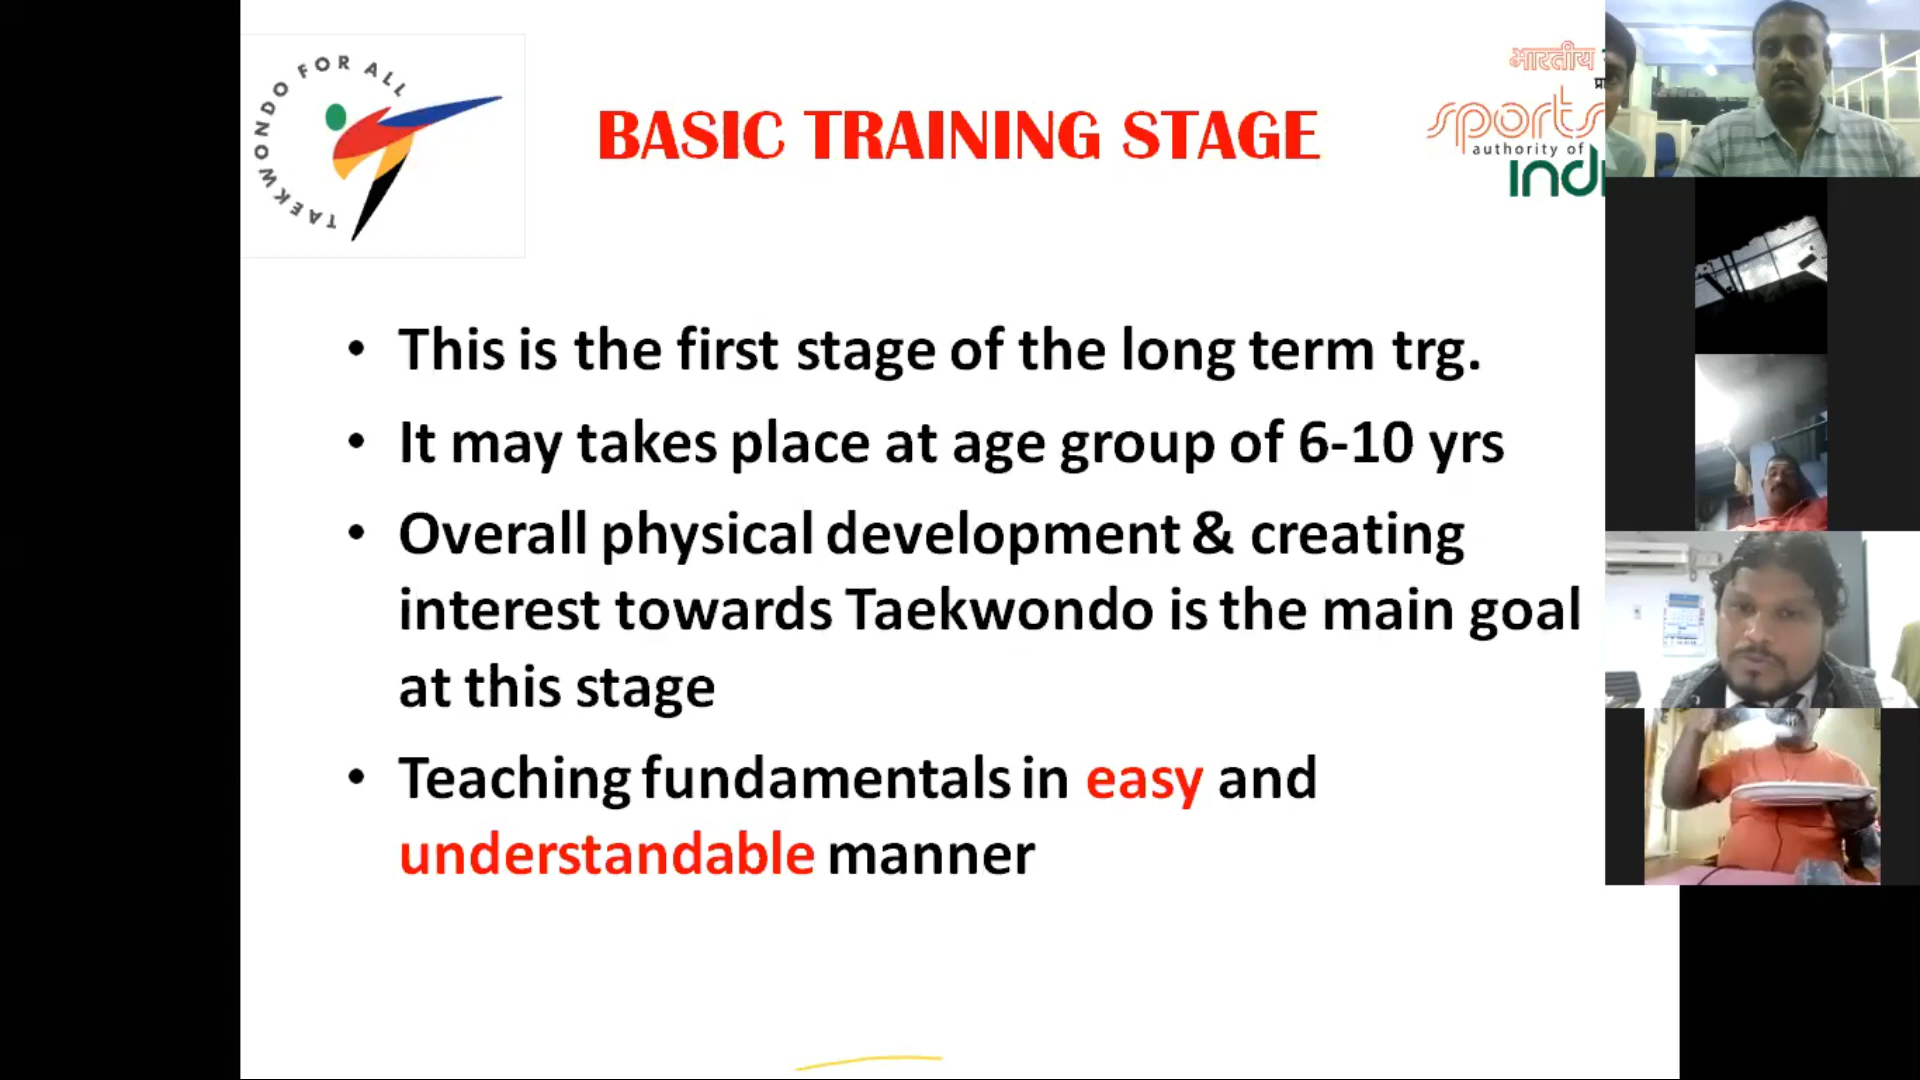 TAEKWONDO FOR ALL
BASIC TRAINING STAGE
भारतीय
sports
authority of
• This is the first stage of the long term trg.
• It may takes place at age group of 6-10 yrs
• Overall physical development & creating
interest towards Taekwondo is the main goal
at this stage
• Teaching fundamentals in easy and
understandable manner